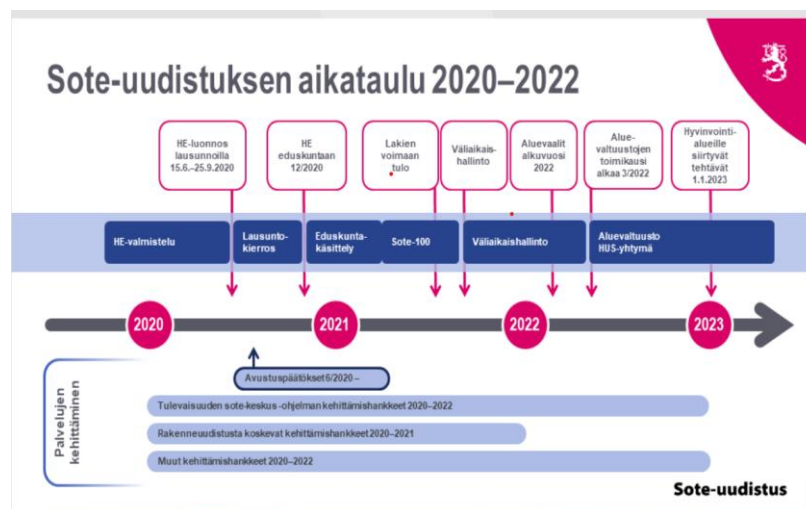 Sote-uudistuksen aikataulu 2020–2022
HE-luonnos
lausunnoilla
15.6.–25.9.2020
HE
eduskuntaan
12/2020
Lakien
voimaan
tulo
Väliaikais-
hallinto
Aluevaalit
alkuvuosi
2022
Alue-
valtuustojen
toimikausi
alkaa 3/2022
Hyvinvointi-
alueille
siirtyvät
tehtävät
1.1.2023
HE-valmistelu
Lausunto-
kierros
Eduskunta-
käsittely
Sote-100
Väliaikaishallinto
Aluevaltuusto
HUS-yhtymä
2020
2021
2022
2023
Palvelujen
kehittäminen
Avustuspäätökset 6/2020 –
Tulevaisuuden sote-keskus -ohjelman kehittämishankkeet 2020–2022
Rakenneuudistusta koskevat kehittämishankkeet 2020–2021
Muut kehittämishankkeet 2020–2022
Sote-uudistus